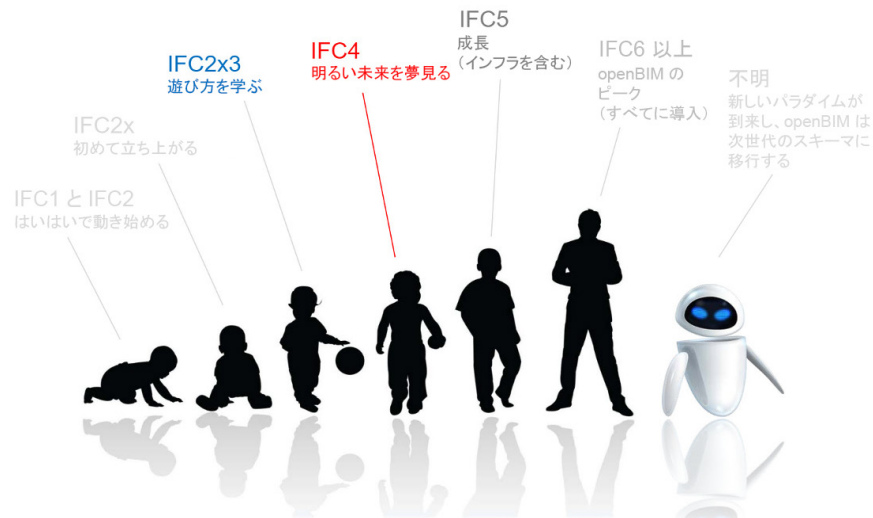 IFC1 と IFC2
はいはいで動き始める
IFC2x
初めて立ち上がる
IFC2x3
遊び方を学ぶ
IFC4
明るい未来を夢見る
IFC5
成長
（インフラを含む）
IFC6 以上
openBIM の
ピーク
（すべてに導入）
不明
新しいパラダイムが
到来し、openBIM は
次世代のスキーマに
移行する